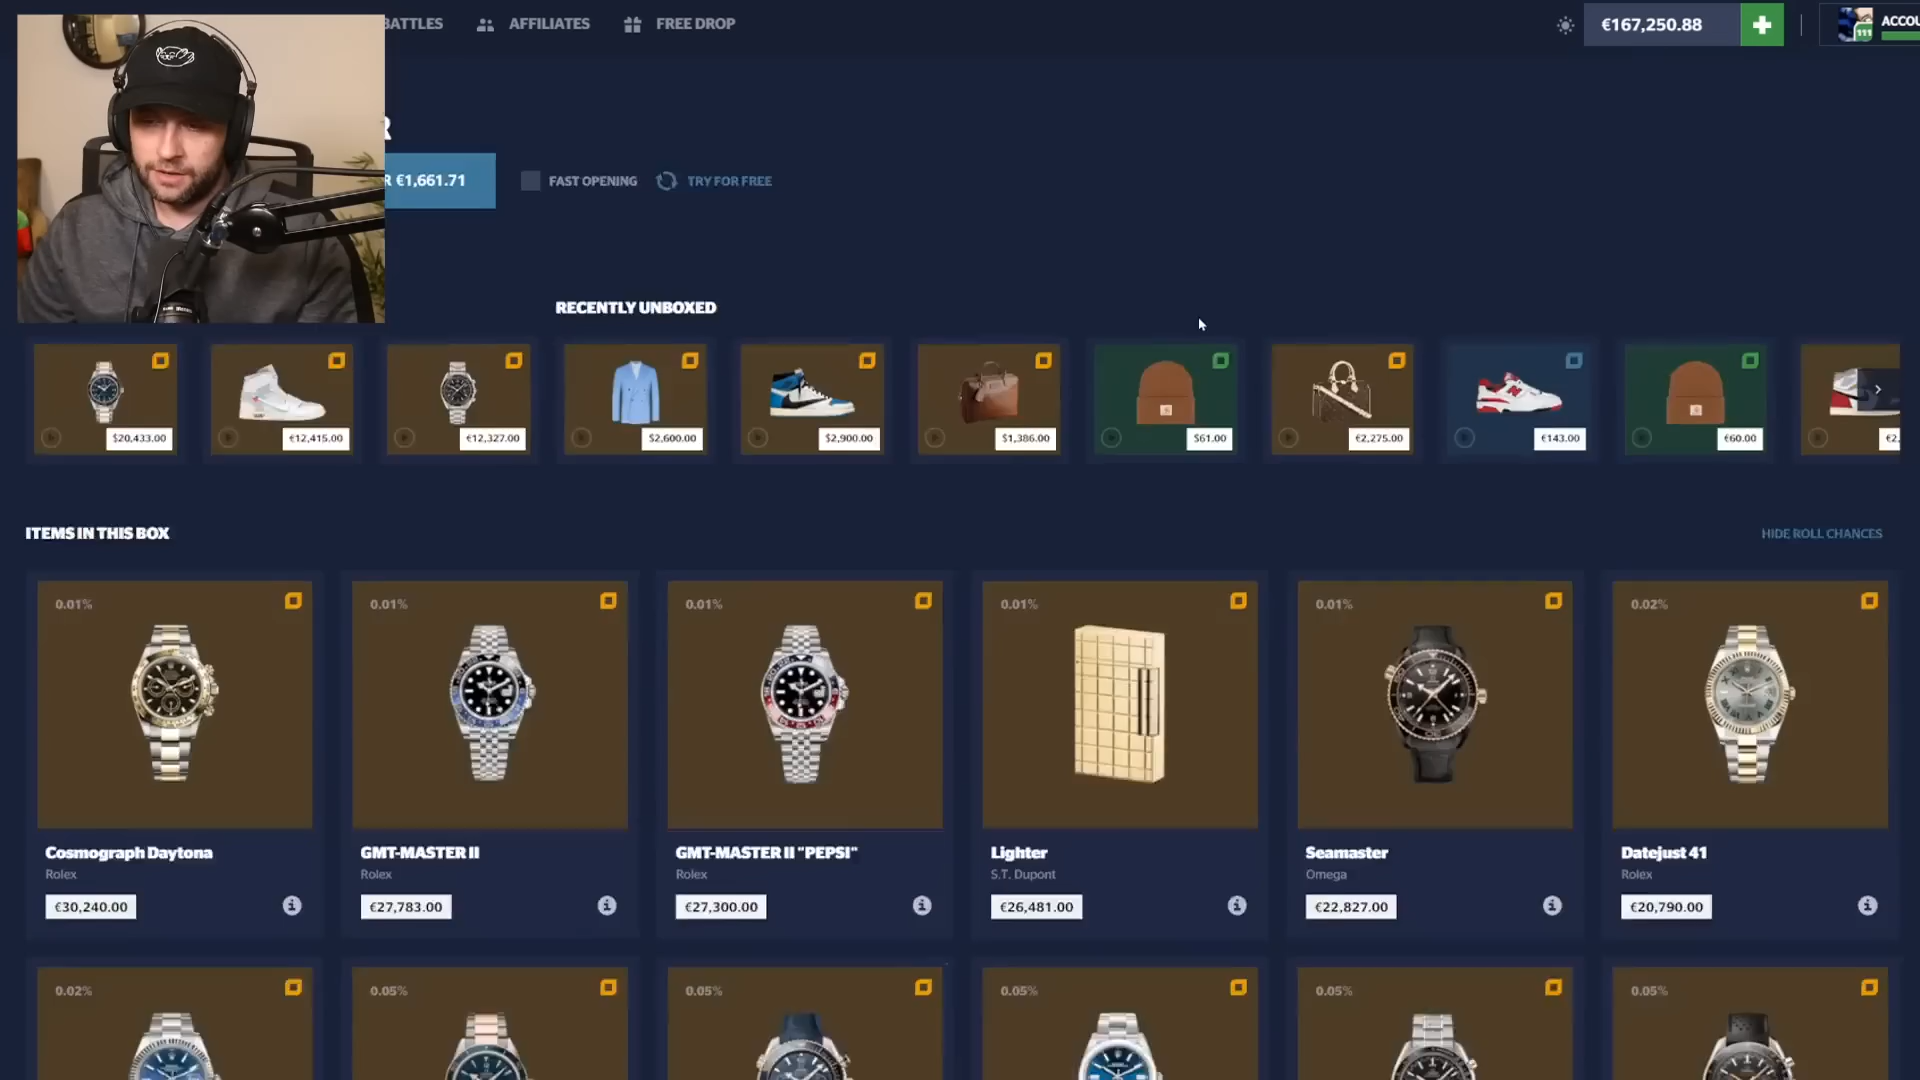 BATTLES AFFILIATES FREE DROP €167,250.88 111
R
R €1,661.71 FAST OPENING TRY FOR FREE
RECENTLY UNBOXED
$20,433.00 €12,415.00 €12,327.00 $2,600.00 $2,900.00 $1,386.00 $61.00 €2,275.00 €143.00 €60.00
ITEMS IN THIS BOX HIDE ROLL CHANCES
0.01% 0.01% 0.01% 0.01% 0.01% 0.02%
Cosmograph Daytona GMT-MASTER II GMT-MASTER II "PEPSI" Lighter Seamaster Datejust 41
Rolex Rolex Rolex S.T. Dupont Omega Rolex
€30,240.00 €27,783.00 €27,300.00 €26,481.00 €22,827.00 €20,790.00
0.02% 0.05% 0.05% 0.05% 0.05% 0.05%